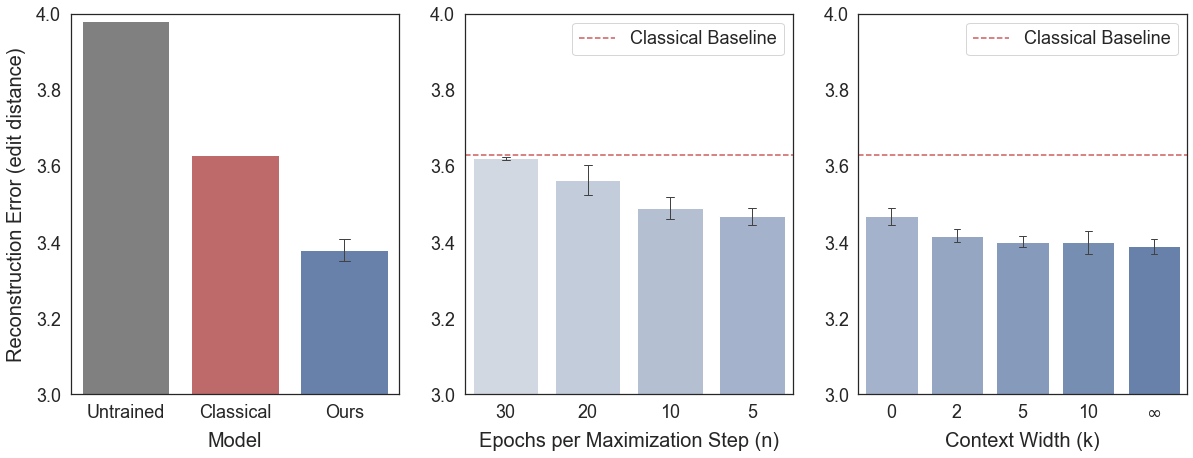 Reconstruction Error (edit distance)
4.0
3.8
3.6
3.4
3.2
3.0
Untrained Classical Ours
Model
Classical Baseline
4.0
3.8
3.6
3.4
3.2
3.0
30 20 10 5
Epochs per Maximization Step (n)
Classical Baseline
4.0
3.8
3.6
3.4
3.2
3.0
0 2 5 10 ∞
Context Width (k)